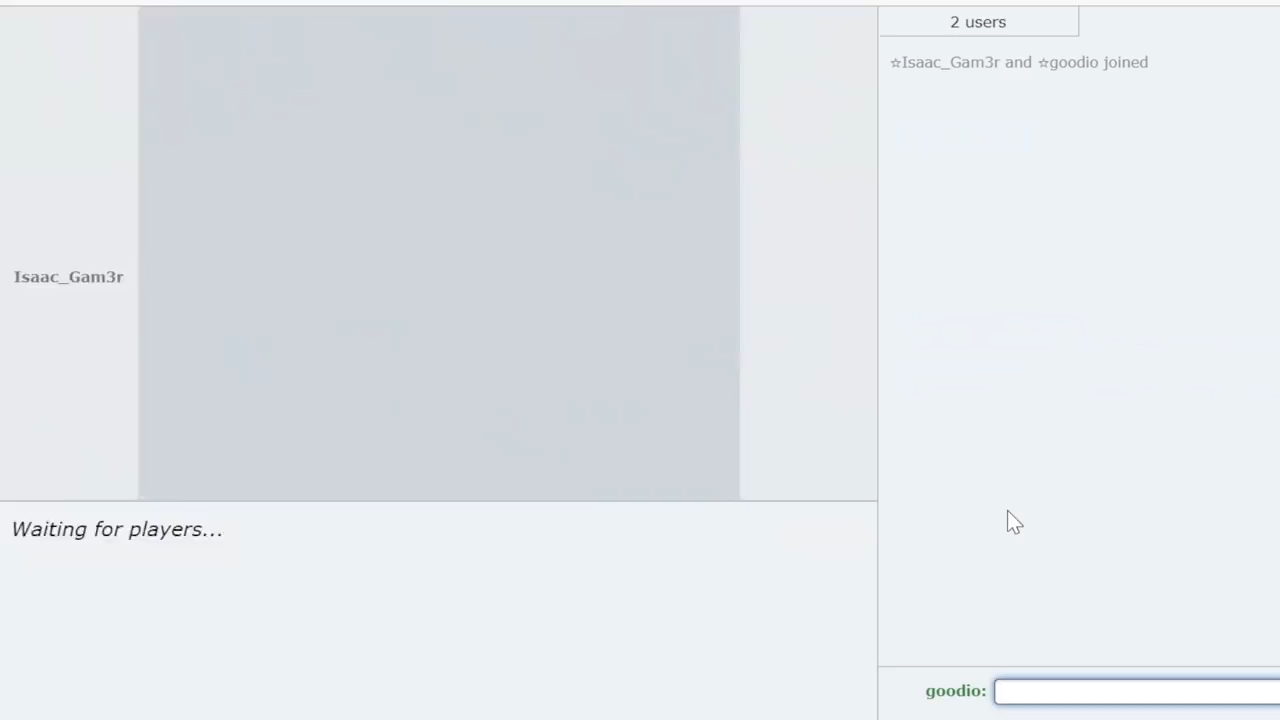 2 users
☆Isaac_Gam3r and ☆goodio joined
Isaac_Gam3r
Waiting for players...
goodio: